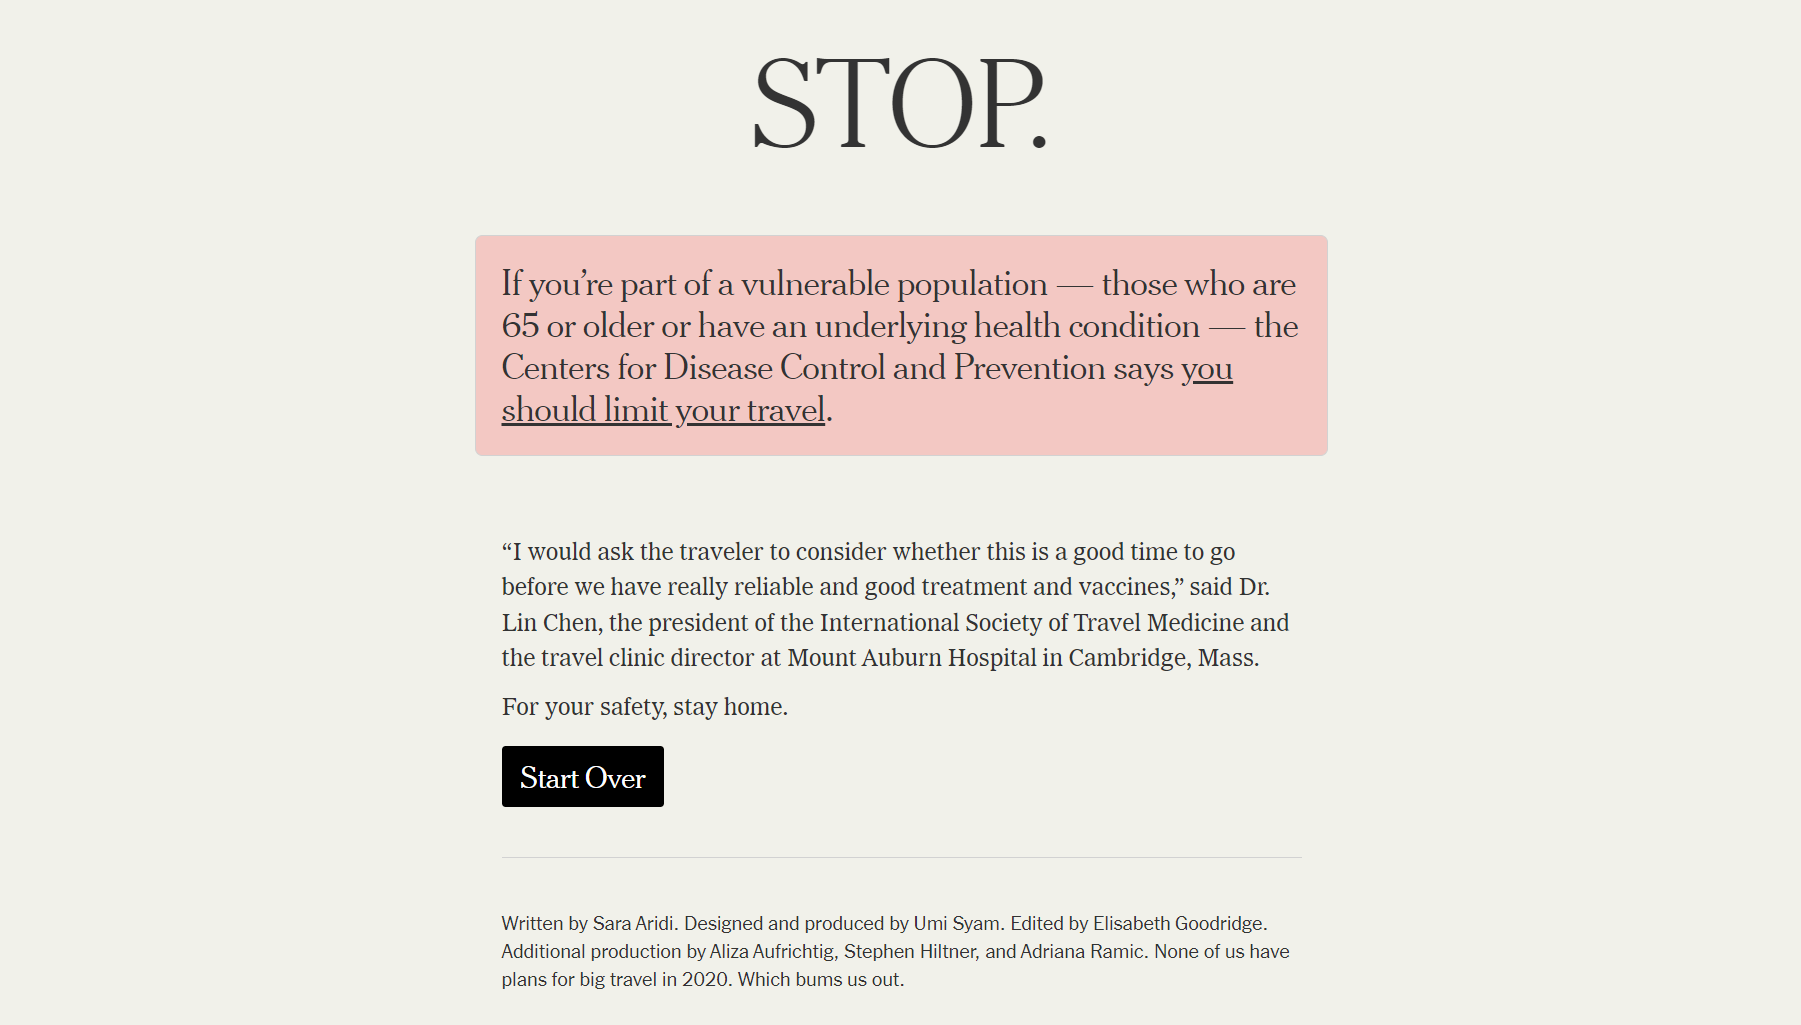 STOP.
If you’re part of a vulnerable population — those who are
65 or older or have an underlying health condition — the
Centers for Disease Control and Prevention says you
should limit your travel.
“I would ask the traveler to consider whether this is a good time to go
before we have really reliable and good treatment and vaccines,” said Dr.
Lin Chen, the president of the International Society of Travel Medicine and
the travel clinic director at Mount Auburn Hospital in Cambridge, Mass.
For your safety, stay home.
Start Over
Written by Sara Aridi. Designed and produced by Umi Syam. Edited by Elisabeth Goodridge.
Additional production by Aliza Aufrichtig, Stephen Hiltner, and Adriana Ramic. None of us have
plans for big travel in 2020. Which bums us out.